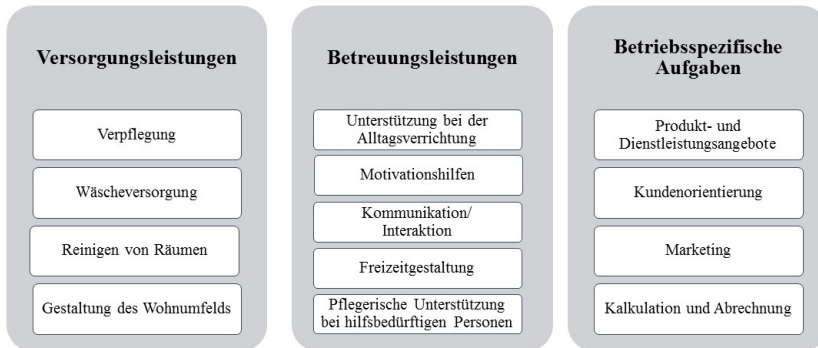 Versorgungsleistungen
Verpflegung
Wäscheversorgung
Reinigen von Räumen
Gestaltung des Wohnumfelds
Betreuungsleistungen
Unterstützung bei der
Alltagsverrichtung
Motivationshilfen
Kommunikation/
Interaktion
Freizeitgestaltung
Pflegerische Unterstützung
bei hilfsbedürftigen Personen
Betriebsspezifische
Aufgaben
Produkt- und
Dienstleistungsangebote
Kundenorientierung
Marketing
Kalkulation und Abrechnung